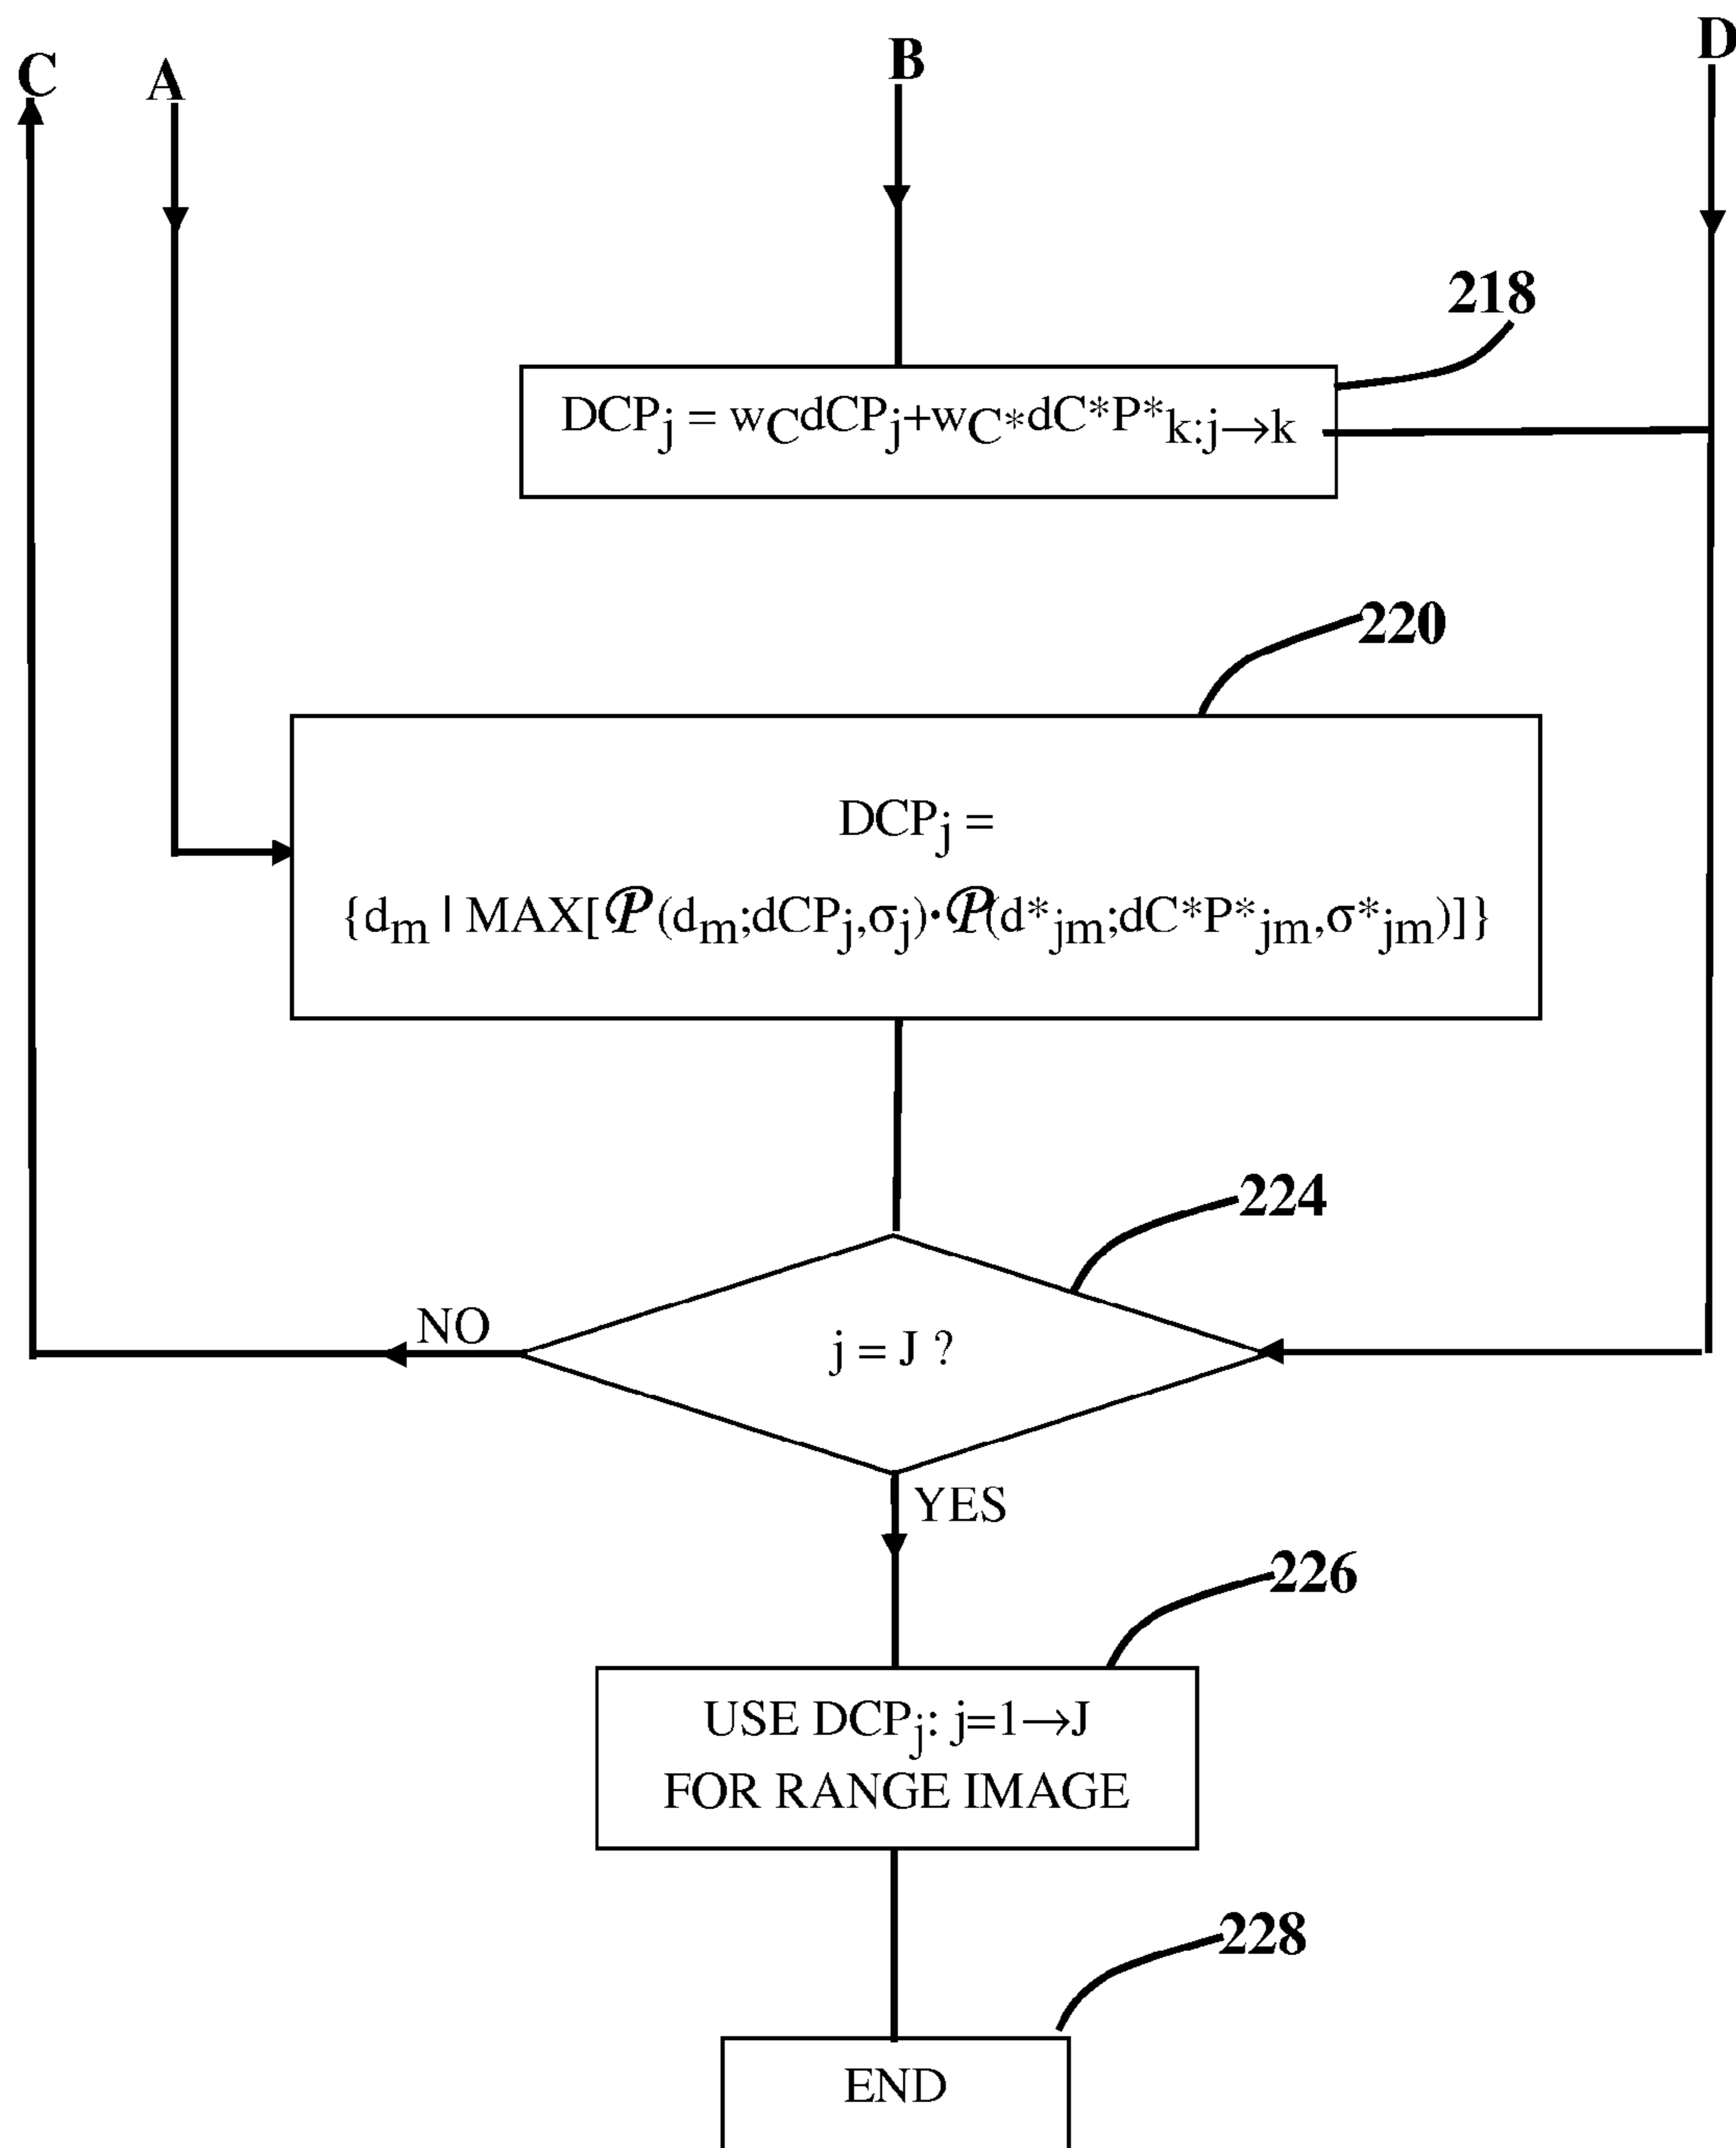 C A B D
218
DCPj = wCdCPj+wC*dC*P*k:j→k
220
DCPj =
{dm | MAX[𝒫(dm;dCPj,σj)·𝒫(d*jm;dC*P*jm,σ*jm)]}
224
NO
j = J ?
YES
226
USE DCPj: j=1→J
FOR RANGE IMAGE
228
END